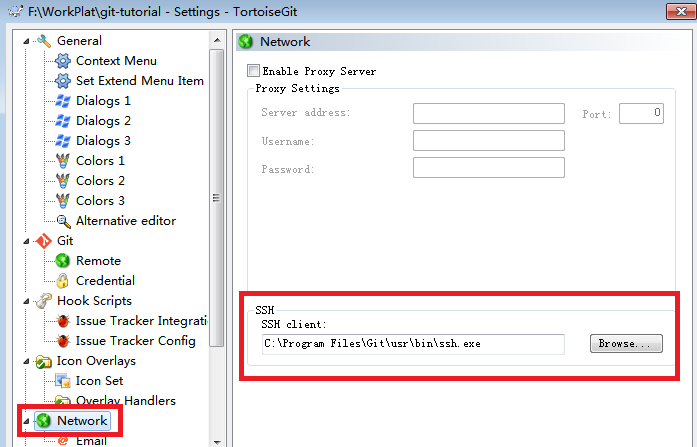 F:\WorkPlat\git-tutorial - Settings - TortoiseGit
General
Context Menu
Set Extend Menu Item
Dialogs 1
Dialogs 2
Dialogs 3
Colors 1
Colors 2
Colors 3
Alternative editor
Git
Remote
Credential
Hook Scripts
Issue Tracker Integrati
Issue Tracker Config
Icon Overlays
Icon Set
Overlay Handlers
Network
Email
Network
Enable Proxy Server
Proxy Settings
Server address:
Port: 0
Username:
Password:
SSH
SSH client:
C:\Program Files\Git\usr\bin\ssh.exe
Browse...